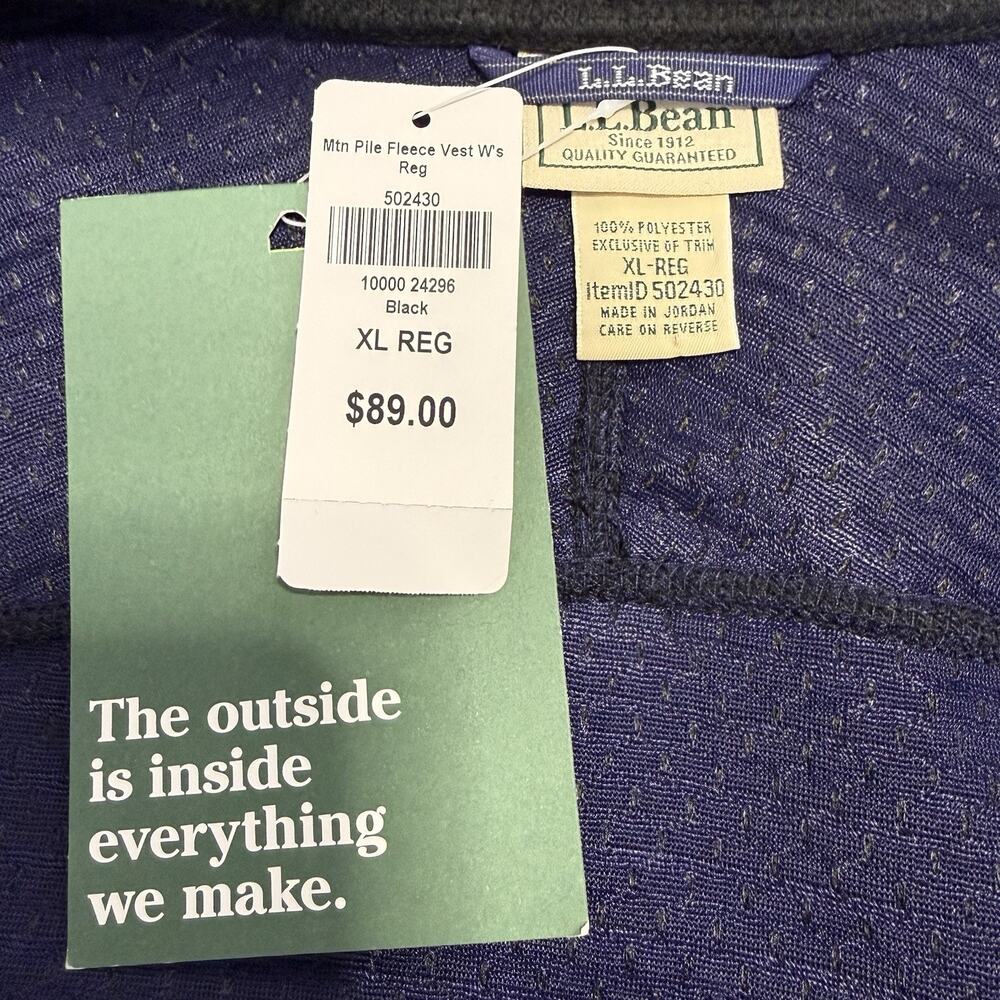 L.L.Bean
L.L.Bean
Since 1912
QUALITY GUARANTEED
100% POLYESTER
EXCLUSIVE OF TRIM
XL-REG
ItemID 502430
MADE IN JORDAN
CARE ON REVERSE
Mtn Pile Fleece Vest W's
Reg
502430
10000 24296
Black
XL REG
$89.00
The outside
is inside
everything
we make.